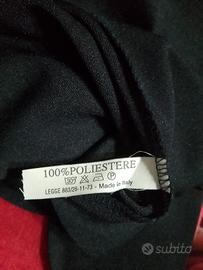 100%POLIESTERE
LEGGE 883/26-11-73 - Made in Italy
subito